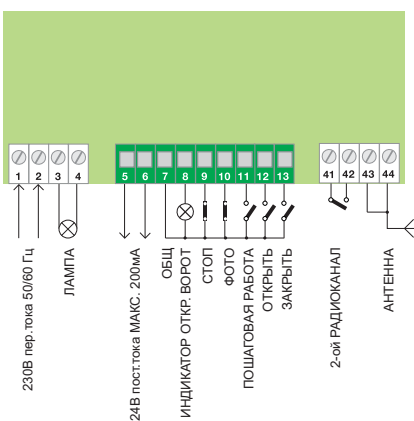 1 2 3 4
5 6 7 8 9 10 11 12 13
41 42 43 44
230В пер.тока 50/60 Гц
ЛАМПА
24В пост.тока МАКС. 200мА
ОБЩ
ИНДИКАТОР ОТКР. ВОРОТ
СТОП
ФОТО
ПОШАГОВАЯ РАБОТА
ОТКРЫТЬ
ЗАКРЫТЬ
2-ой РАДИОКАНАЛ
АНТЕННА